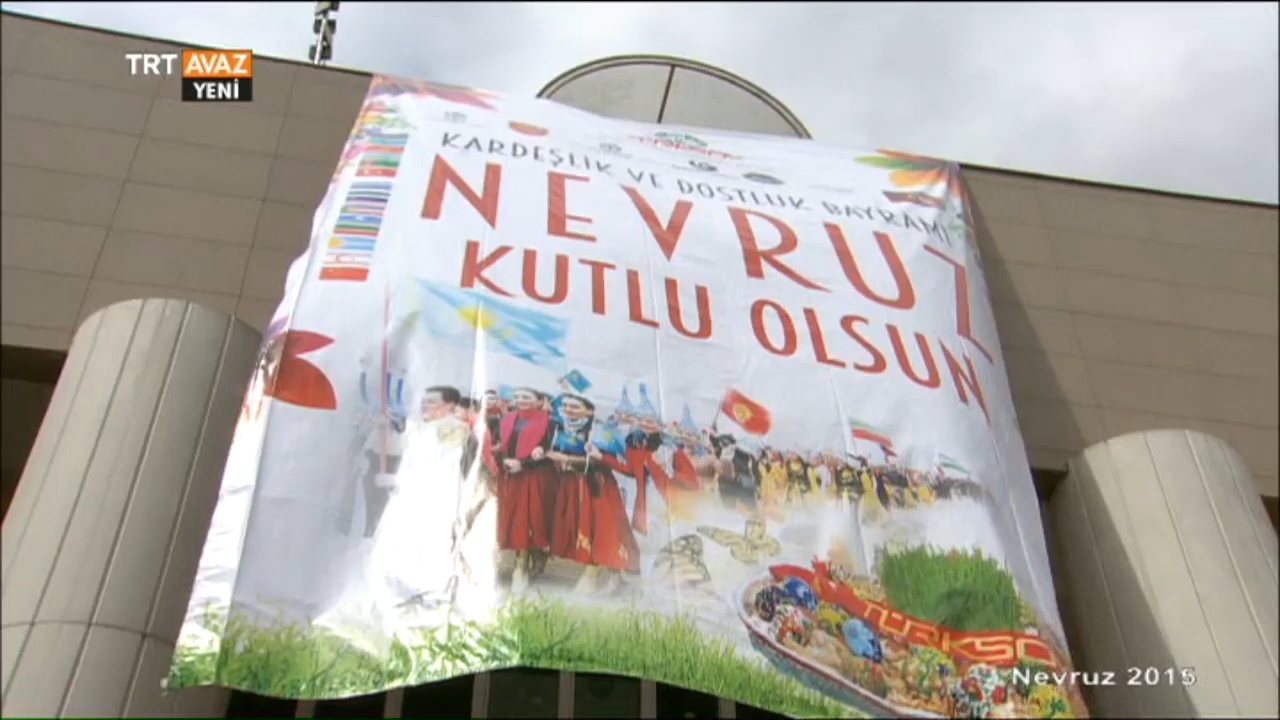 TRT AVAZ
YENİ
KARDEŞLİK VE DOSTLUK BAYRAMI
NEVRUZ
KUTLU OLSUN
TÜRKSOY
Nevruz 2015